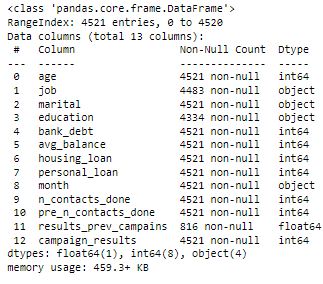 <class 'pandas.core.frame.DataFrame'>
RangeIndex: 4521 entries, 0 to 4520
Data columns (total 13 columns):
 #   Column                 Non-Null Count  Dtype
---  ------                 --------------  -----
 0   age                    4521 non-null   int64
 1   job                    4483 non-null   object
 2   marital                4521 non-null   object
 3   education              4334 non-null   object
 4   bank_debt              4521 non-null   int64
 5   avg_balance            4521 non-null   int64
 6   housing_loan           4521 non-null   int64
 7   personal_loan          4521 non-null   int64
 8   month                  4521 non-null   object
 9   n_contacts_done        4521 non-null   int64
 10  pre_n_contacts_done    4521 non-null   int64
 11  results_prev_campains  816 non-null    float64
 12  campaign_results       4521 non-null   int64
dtypes: float64(1), int64(8), object(4)
memory usage: 459.3+ KB